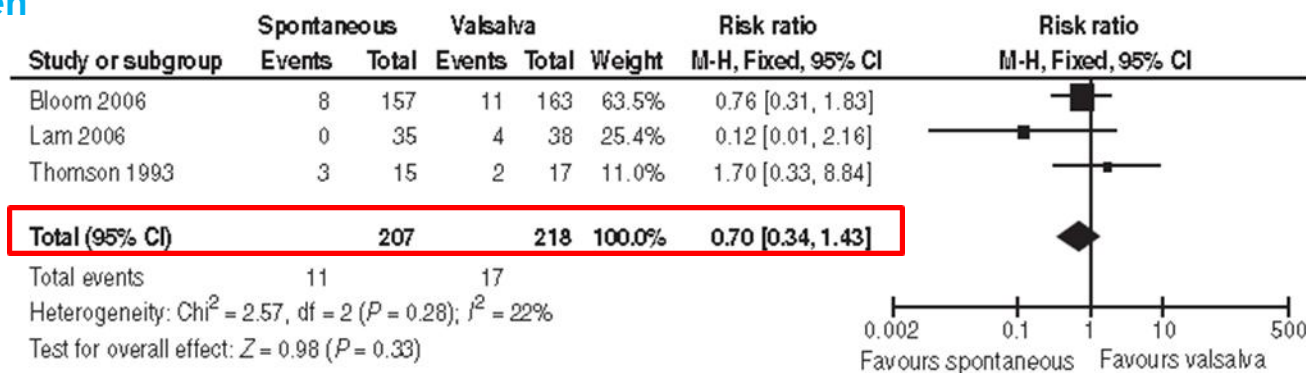 en
Spontaneous Valsalva Risk ratio Risk ratio
Study or subgroup Events Total Events Total Weight M-H, Fixed, 95% CI M-H, Fixed, 95% CI
Bloom 2006 8 157 11 163 63.5% 0.76 [0.31, 1.83]
Lam 2006 0 35 4 38 25.4% 0.12 [0.01, 2.16]
Thomson 1993 3 15 2 17 11.0% 1.70 [0.33, 8.84]
Total (95% CI) 207 218 100.0% 0.70 [0.34, 1.43]
Total events 11 17
Heterogeneity: Chi² = 2.57, df = 2 (P = 0.28); I² = 22%
Test for overall effect: Z = 0.98 (P = 0.33)
0.002 0.1 1 10 500
Favours spontaneous Favours valsalva